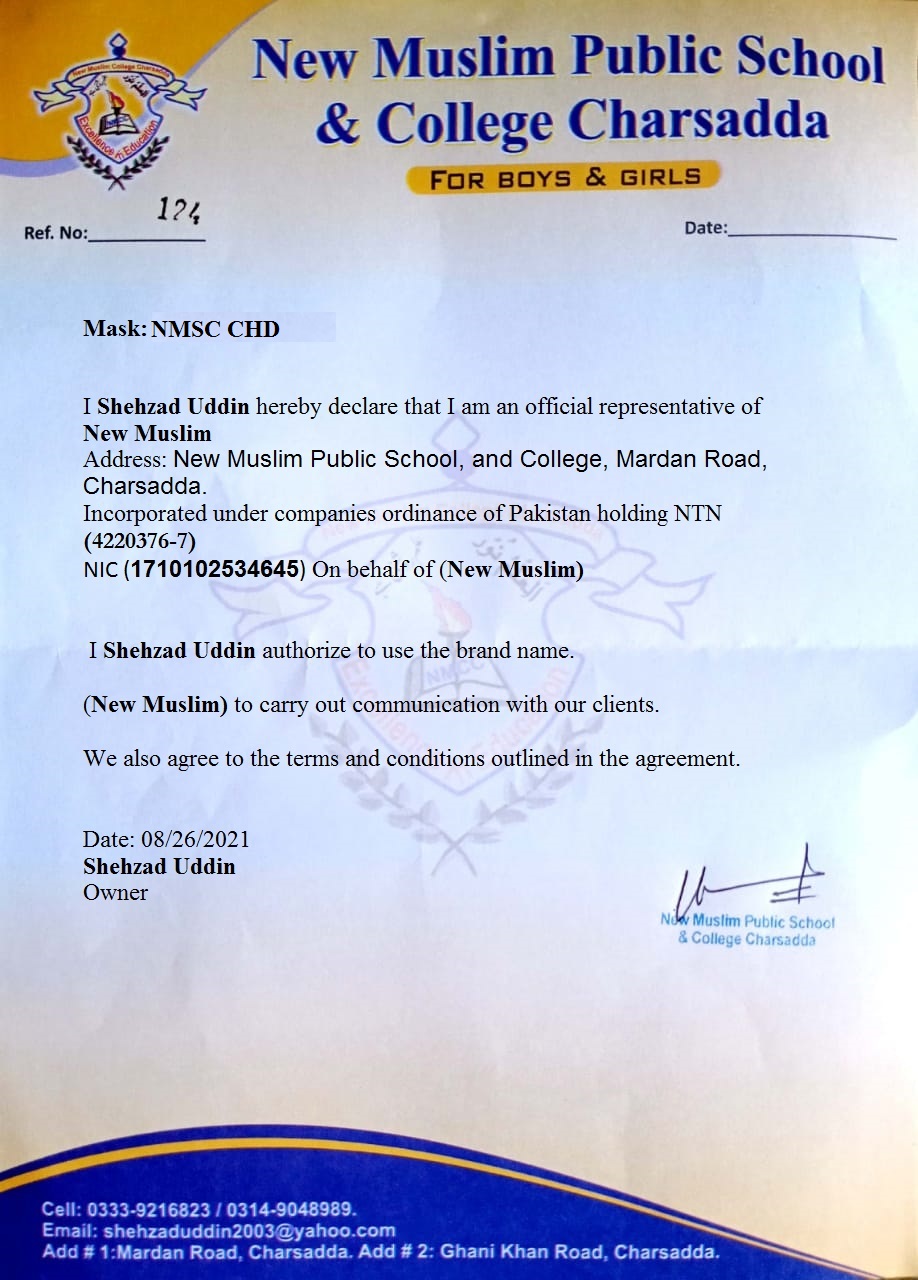 New Muslim College Charsadda
NMCC
Excellence in Education
New Muslim Public School
& College Charsadda
FOR BOYS & GIRLS
Ref. No: 124
Date:
Mask: NMSC CHD
I Shehzad Uddin hereby declare that I am an official representative of
New Muslim
Address: New Muslim Public School, and College, Mardan Road,
Charsadda.
Incorporated under companies ordinance of Pakistan holding NTN
(4220376-7)
NIC (1710102534645) On behalf of (New Muslim)
I Shehzad Uddin authorize to use the brand name.
(New Muslim) to carry out communication with our clients.
We also agree to the terms and conditions outlined in the agreement.
Date: 08/26/2021
Shehzad Uddin
Owner
New Muslim Public School
& College Charsadda
Cell: 0333-9216823 / 0314-9048989.
Email: shehzaduddin2003@yahoo.com
Add # 1:Mardan Road, Charsadda. Add # 2: Ghani Khan Road, Charsadda.